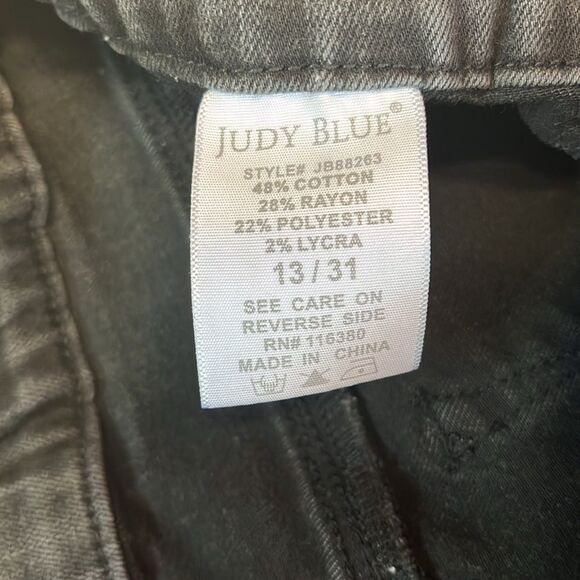 JUDY BLUE®
STYLE# JB88263
48% COTTON
28% RAYON
22% POLYESTER
2% LYCRA
13 / 31
SEE CARE ON
REVERSE SIDE
RN# 116380
MADE IN CHINA